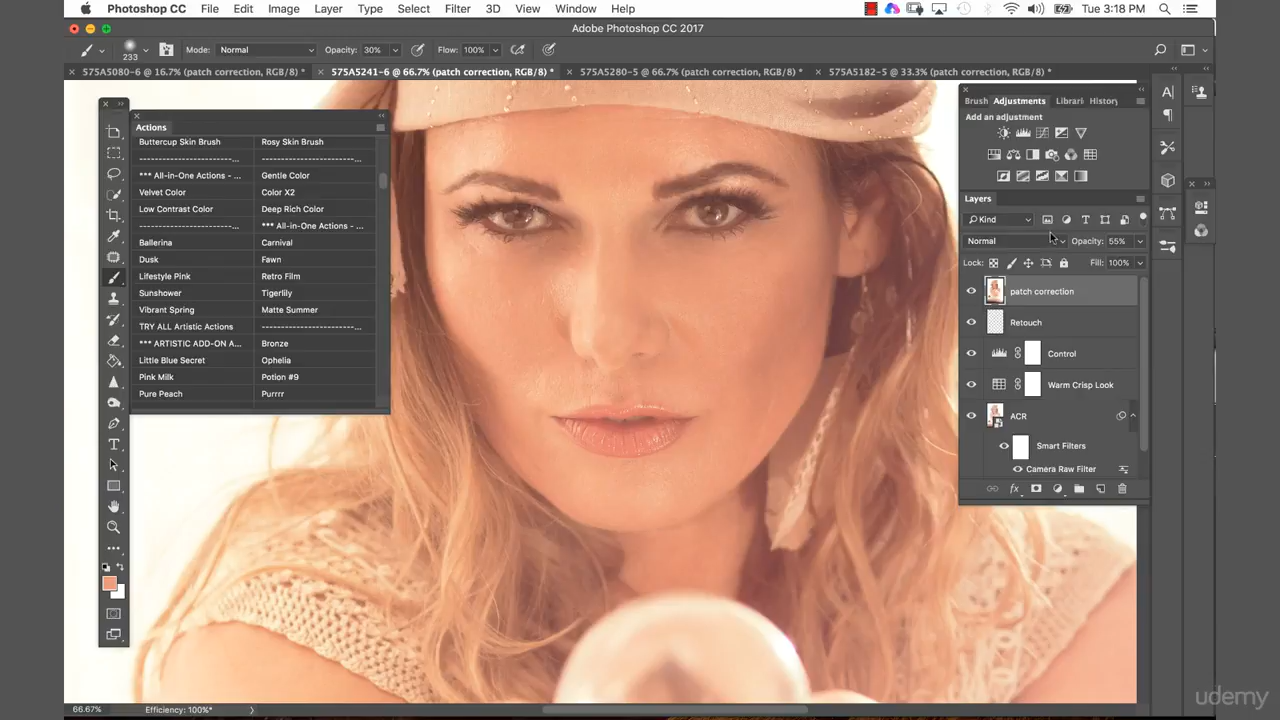 Photoshop CC File Edit Image Layer Type Select Filter 3D View Window Help Tue 3:18 PM
Adobe Photoshop CC 2017
233 Mode: Normal Opacity: 30% Flow: 100%
575A5080-6 @ 16.7% (patch correction, RGB/8) * 575A5241-6 @ 66.7% (patch correction, RGB/8) * 575A5280-5 @ 66.7% (patch correction, RGB/8) * 575A5182-5 @ 33.3% (patch correction, RGB/8) *
Actions
Buttercup Skin Brush Rosy Skin Brush
-----------------------... -----------------------...
*** All-in-One Actions - ... Gentle Color
Velvet Color Color X2
Low Contrast Color Deep Rich Color
-----------------------... *** All-in-One Actions - ...
Ballerina Carnival
Dusk Fawn
Lifestyle Pink Retro Film
Sunshower Tigerlily
Vibrant Spring Matte Summer
TRY ALL Artistic Actions -----------------------...
*** ARTISTIC ADD-ON A... Bronze
Little Blue Secret Ophelia
Pink Milk Potion #9
Pure Peach Purrrr
Brush Adjustments Librari History
Add an adjustment
Layers
Kind
Normal Opacity: 55%
Lock: Fill: 100%
patch correction
Retouch
Control
Warm Crisp Look
ACR
Smart Filters
Camera Raw Filter
fx
66.67% Efficiency: 100%*
udemy